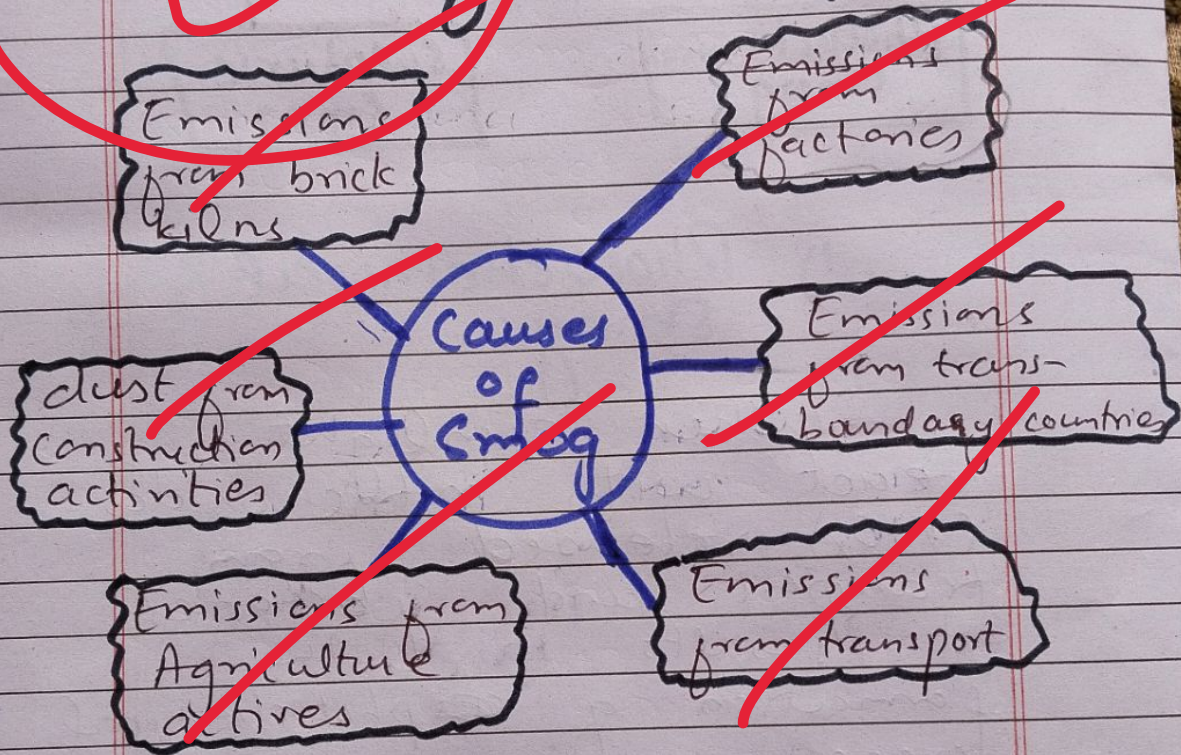 Emissions
from brick
kilns
Emissions
from
factories
Causes
of
Smog
dust from
construction
activities
Emissions
from trans-
boundary countries
Emissions from
Agriculture
actives
Emissions
from transport